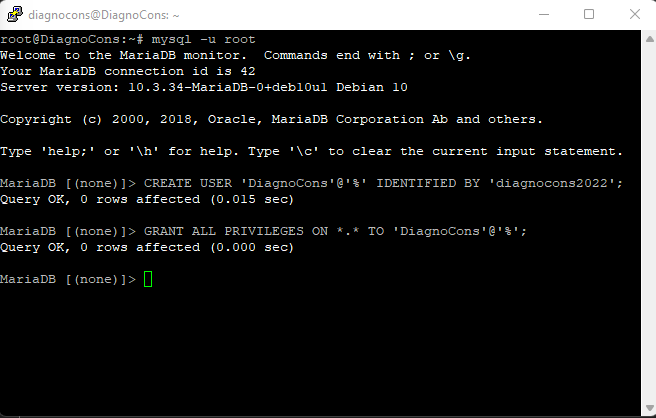 diagnocons@DiagnoCons: ~
root@DiagnoCons:~# mysql -u root
Welcome to the MariaDB monitor.  Commands end with ; or \g.
Your MariaDB connection id is 42
Server version: 10.3.34-MariaDB-0+deb10u1 Debian 10
Copyright (c) 2000, 2018, Oracle, MariaDB Corporation Ab and others.
Type 'help;' or '\h' for help. Type '\c' to clear the current input statement.
MariaDB [(none)]> CREATE USER 'DiagnoCons'@'%' IDENTIFIED BY 'diagnocons2022';
Query OK, 0 rows affected (0.015 sec)
MariaDB [(none)]> GRANT ALL PRIVILEGES ON *.* TO 'DiagnoCons'@'%';
Query OK, 0 rows affected (0.000 sec)
MariaDB [(none)]>